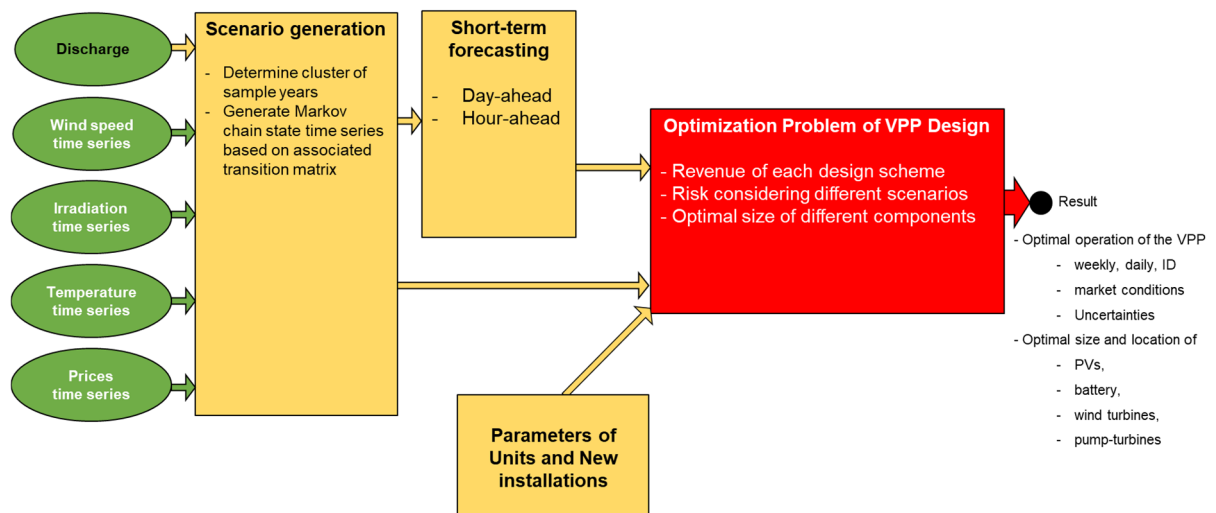 Discharge
Wind speed
time series
Irradiation
time series
Temperature
time series
Prices
time series
Scenario generation
- Determine cluster of
sample years
- Generate Markov
chain state time series
based on associated
transition matrix
Short-term
forecasting
- Day-ahead
- Hour-ahead
Optimization Problem of VPP Design
- Revenue of each design scheme
- Risk considering different scenarios
- Optimal size of different components
Parameters of
Units and New
installations
Result
- Optimal operation of the VPP
- weekly, daily, ID
- market conditions
- Uncertainties
- Optimal size and location of
- PVs,
- battery,
- wind turbines,
- pump-turbines